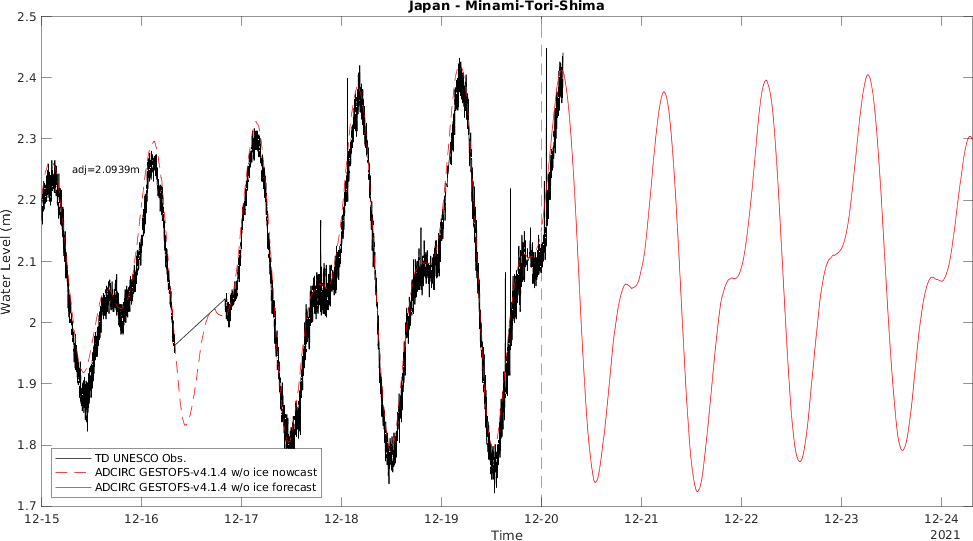 Japan - Minami-Tori-Shima
2.5
2.4
2.3
2.2
2.1
2
1.9
1.8
1.7
Water Level (m)
adj=2.0939m
TD UNESCO Obs.
ADCIRC GESTOFS-v4.1.4 w/o ice nowcast
ADCIRC GESTOFS-v4.1.4 w/o ice forecast
12-15 12-16 12-17 12-18 12-19 12-20 12-21 12-22 12-23 12-24
Time
2021